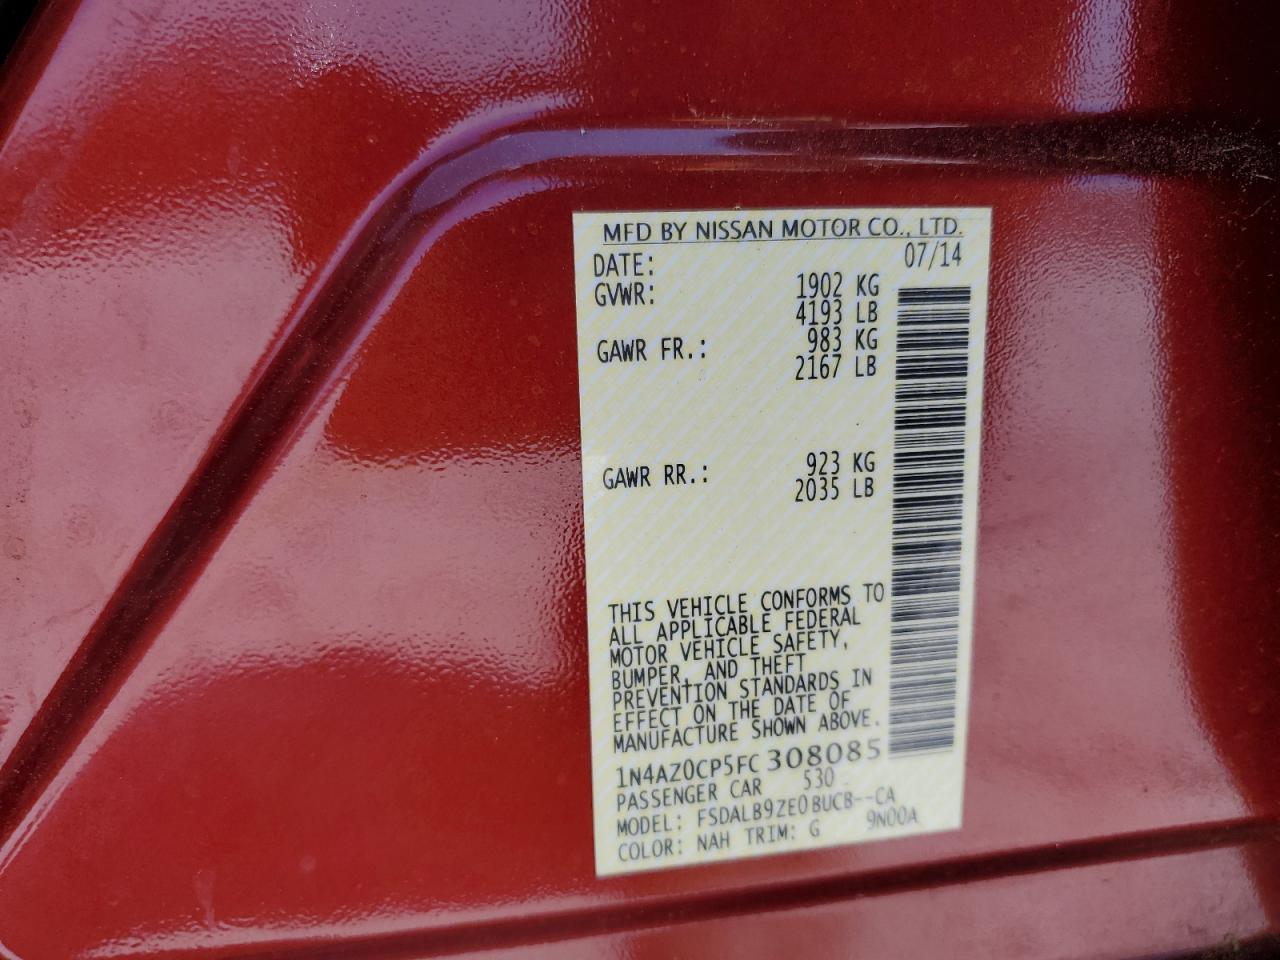 MFD BY NISSAN MOTOR CO., LTD.
DATE: 07/14
GVWR: 1902 KG
4193 LB
GAWR FR.: 983 KG
2167 LB
GAWR RR.: 923 KG
2035 LB
THIS VEHICLE CONFORMS TO
ALL APPLICABLE FEDERAL
MOTOR VEHICLE SAFETY,
BUMPER, AND THEFT
PREVENTION STANDARDS IN
EFFECT ON THE DATE OF
MANUFACTURE SHOWN ABOVE.
1N4AZ0CP5FC308085
PASSENGER CAR 530
MODEL: FSDALB9ZE0BUCB--CA
COLOR: NAH TRIM: G 9N00A